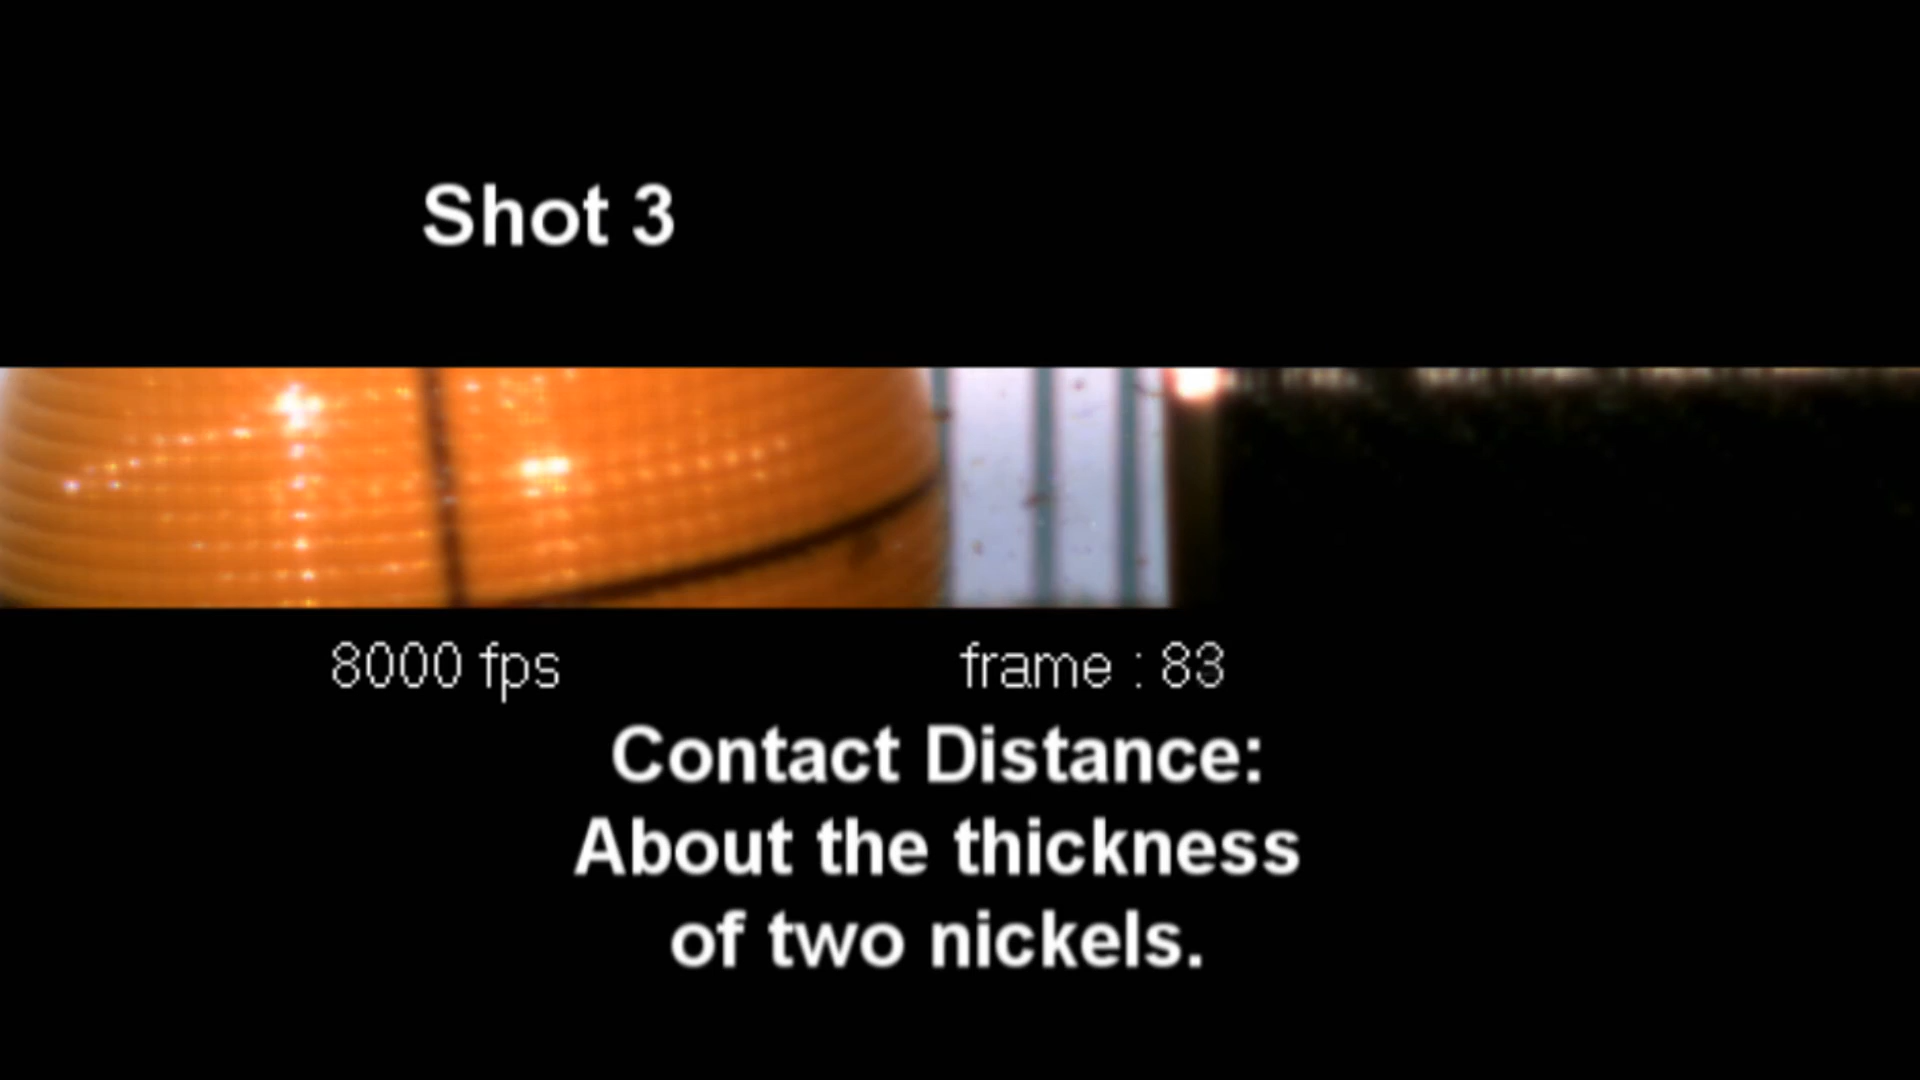 Shot 3
8000 fps
frame : 83
Contact Distance:
About the thickness
of two nickels.